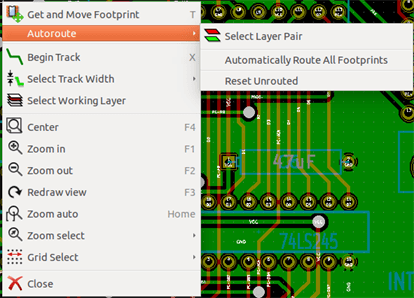 Get and Move Footprint T
Autoroute
Begin Track X
Select Track Width
Select Working Layer
Center F4
Zoom in F1
Zoom out F2
Redraw view F3
Zoom auto Home
Zoom select
Grid Select
Close
Select Layer Pair
Automatically Route All Footprints
Reset Unrouted
47uF
VCC
GND
74LS245
GND
INT